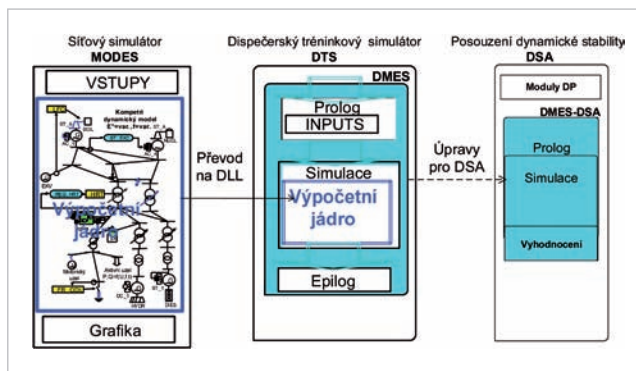 Síťový simulátor
MODES
VSTUPY
Kompletní
dynamický model
Výpočetní
jádro
Grafika
Převod
na DLL
Dispečerský tréninkový simulátor
DTS
DMES
Prolog
INPUTS
Simulace
Výpočetní
jádro
Epilog
Úpravy
pro DSA
Posouzení dynamické stability
DSA
Moduly DP
DMES-DSA
Prolog
Simulace
Vyhodnocení